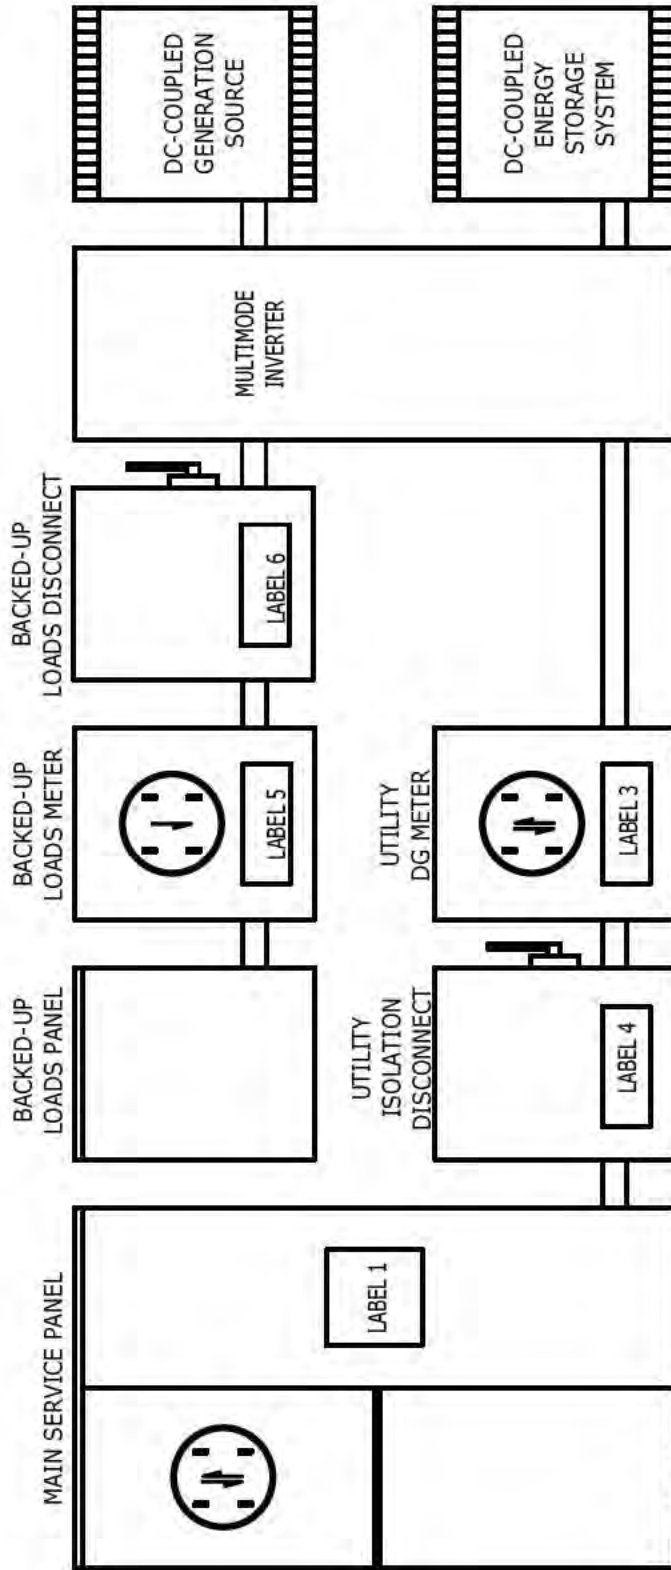 MAIN SERVICE PANEL
LABEL 1
BACKED-UP
LOADS PANEL
BACKED-UP
LOADS METER
LABEL 5
BACKED-UP
LOADS DISCONNECT
LABEL 6
UTILITY
ISOLATION
DISCONNECT
LABEL 4
UTILITY
DG METER
LABEL 3
MULTIMODE
INVERTER
DC-COUPLED
GENERATION
SOURCE
DC-COUPLED
ENERGY
STORAGE
SYSTEM